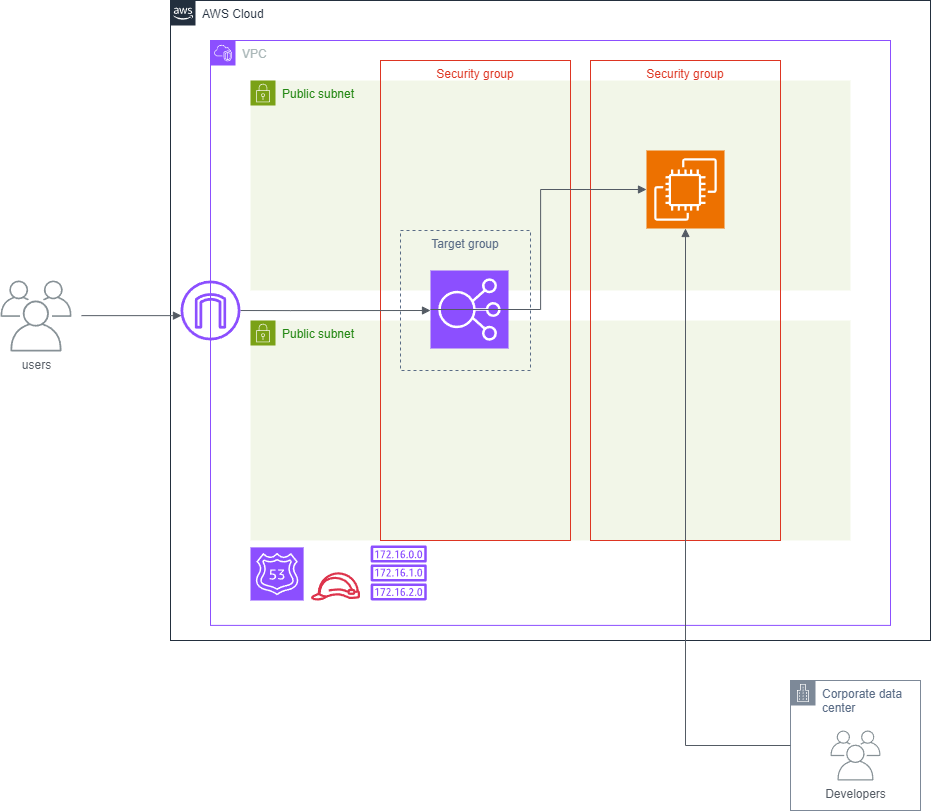 aws
AWS Cloud
VPC
Security group
Security group
Public subnet
Target group
Public subnet
users
53
172.16.0.0
172.16.1.0
172.16.2.0
Corporate data
center
Developers